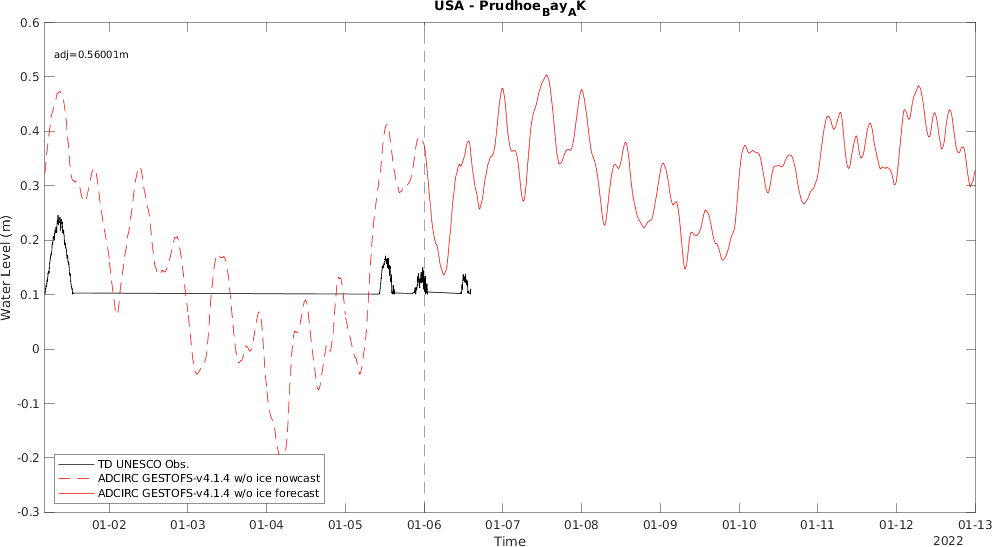 USA - PrudhoeBayAK
adj=0.56001m
0.6
0.5
0.4
0.3
0.2
0.1
0
-0.1
-0.2
-0.3
Water Level (m)
TD UNESCO Obs.
ADCIRC GESTOFS-v4.1.4 w/o ice nowcast
ADCIRC GESTOFS-v4.1.4 w/o ice forecast
01-02 01-03 01-04 01-05 01-06 01-07 01-08 01-09 01-10 01-11 01-12 01-13
Time
2022